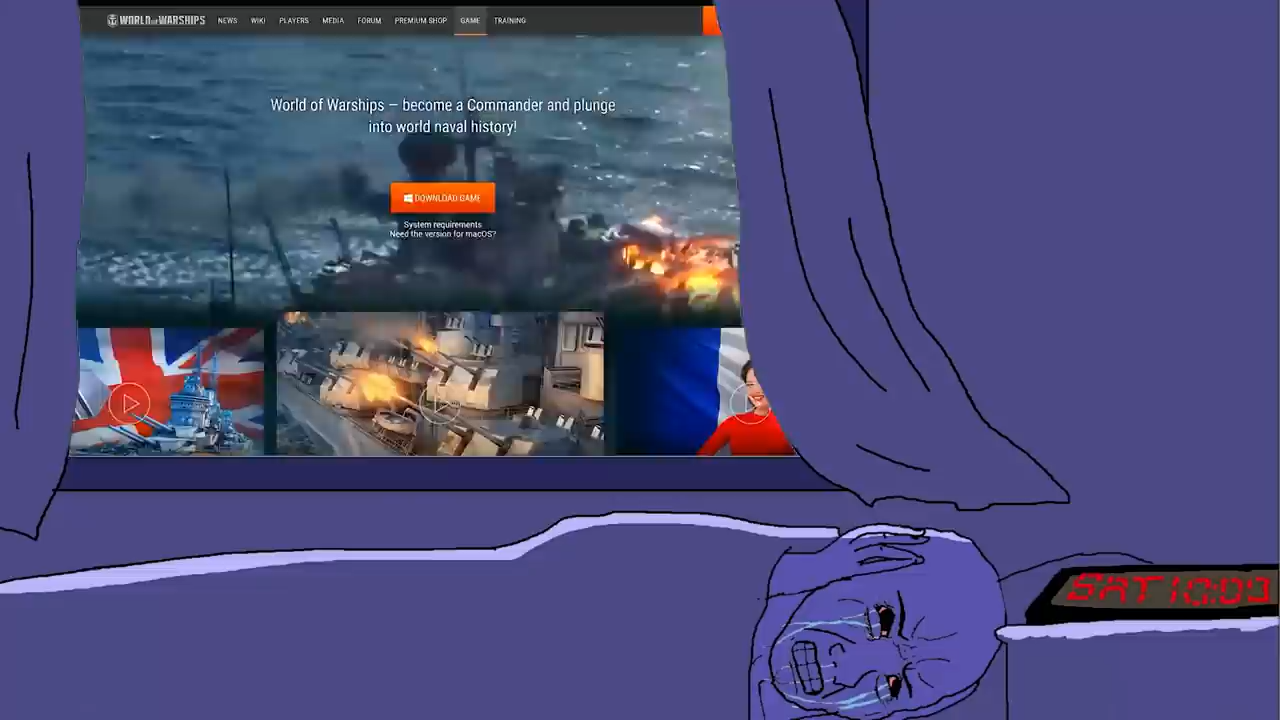 WORLD OF WARSHIPS NEWS WIKI PLAYERS MEDIA FORUM PREMIUM SHOP GAME TRAINING
World of Warships – become a Commander and plunge
into world naval history!
DOWNLOAD GAME
System requirements
Need the version for macOS?
SAT 10:09